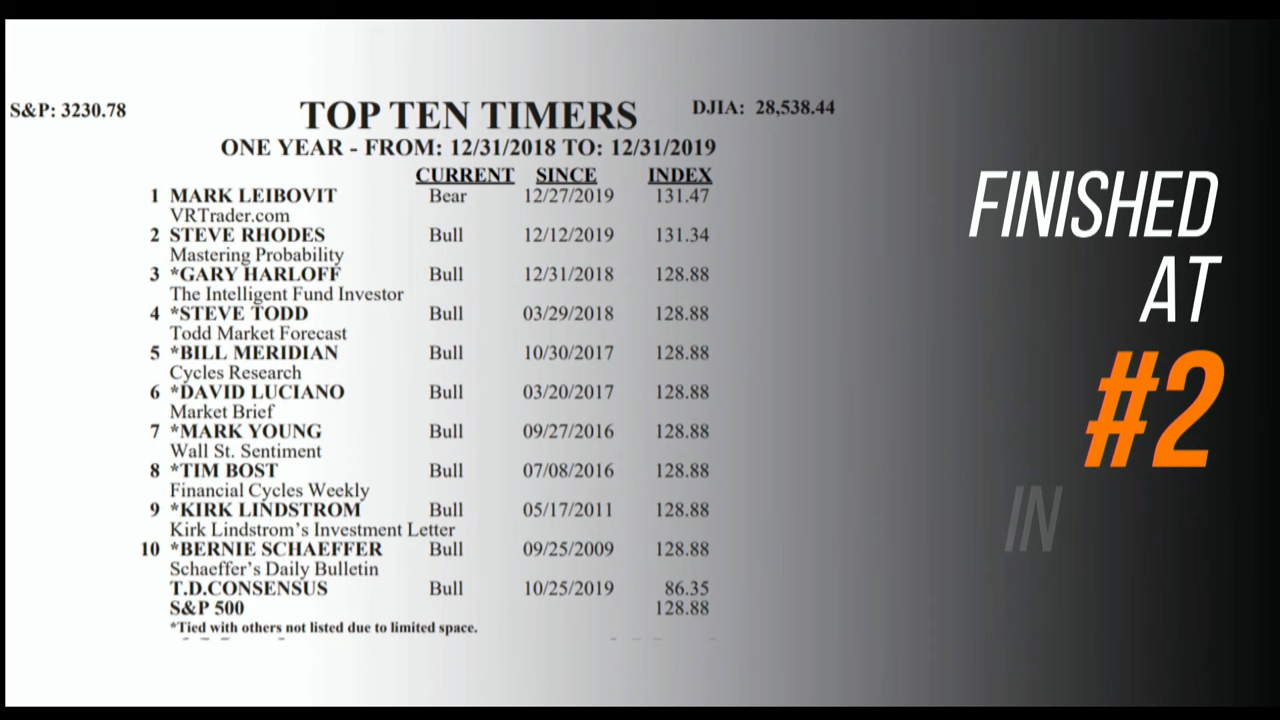 S&P: 3230.78
TOP TEN TIMERS
DJIA: 28,538.44
ONE YEAR - FROM: 12/31/2018 TO: 12/31/2019
CURRENT SINCE INDEX
1 MARK LEIBOVIT Bear 12/27/2019 131.47
VRTrader.com
2 STEVE RHODES Bull 12/12/2019 131.34
Mastering Probability
3 *GARY HARLOFF Bull 12/31/2018 128.88
The Intelligent Fund Investor
4 *STEVE TODD Bull 03/29/2018 128.88
Todd Market Forecast
5 *BILL MERIDIAN Bull 10/30/2017 128.88
Cycles Research
6 *DAVID LUCIANO Bull 03/20/2017 128.88
Market Brief
7 *MARK YOUNG Bull 09/27/2016 128.88
Wall St. Sentiment
8 *TIM BOST Bull 07/08/2016 128.88
Financial Cycles Weekly
9 *KIRK LINDSTROM Bull 05/17/2011 128.88
Kirk Lindstrom's Investment Letter
10 *BERNIE SCHAEFFER Bull 09/25/2009 128.88
Schaeffer's Daily Bulletin
T.D.CONSENSUS Bull 10/25/2019 86.35
S&P 500 128.88
*Tied with others not listed due to limited space.
FINISHED
AT
#2
IN